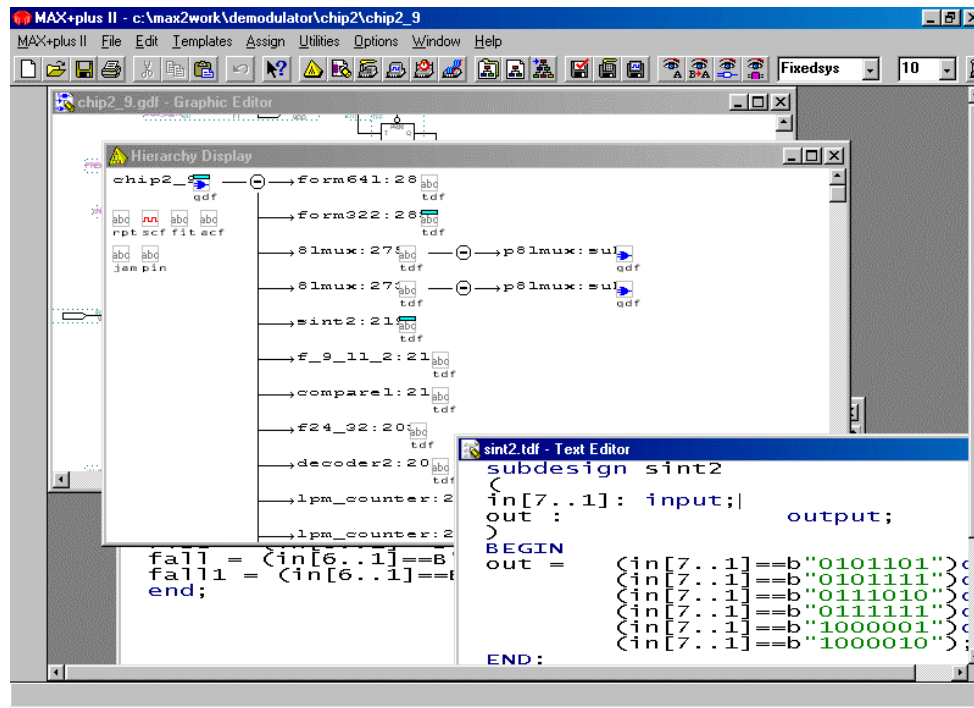 MAX+plus II - c:\max2work\demodulator\chip2\chip2_9
MAX+plus II File Edit Templates Assign Utilities Options Window Help
Fixedsys 10
chip2_9.gdf - Graphic Editor
Hierarchy Display
chip2_9
gdf
rpt scf fit acf
jam pin
form641:28
tdf
form322:28
tdf
81mux:275 p81mux:sub
tdf gdf
81mux:273 p81mux:sub
tdf gdf
sint2:21
tdf
f_9_11_2:21
tdf
compare1:21
tdf
f24_32:20
tdf
decoder2:20
tdf
lpm_counter:2
lpm_counter:2
fall = (in[6..1]==B
fall1 = (in[6..1]==
end;
sint2.tdf - Text Editor
subdesign sint2
(
in[7..1]: input;
out : output;
)
BEGIN
out = (in[7..1]==b"0101101")
(in[7..1]==b"0101111")
(in[7..1]==b"0111010")
(in[7..1]==b"0111111")
(in[7..1]==b"1000001")
(in[7..1]==b"1000010");
END;